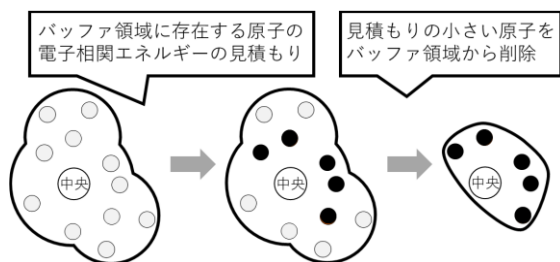 バッファ領域に存在する原子の
電子相関エネルギーの見積もり
見積もりの小さい原子を
バッファ領域から削除
中央
中央
中央